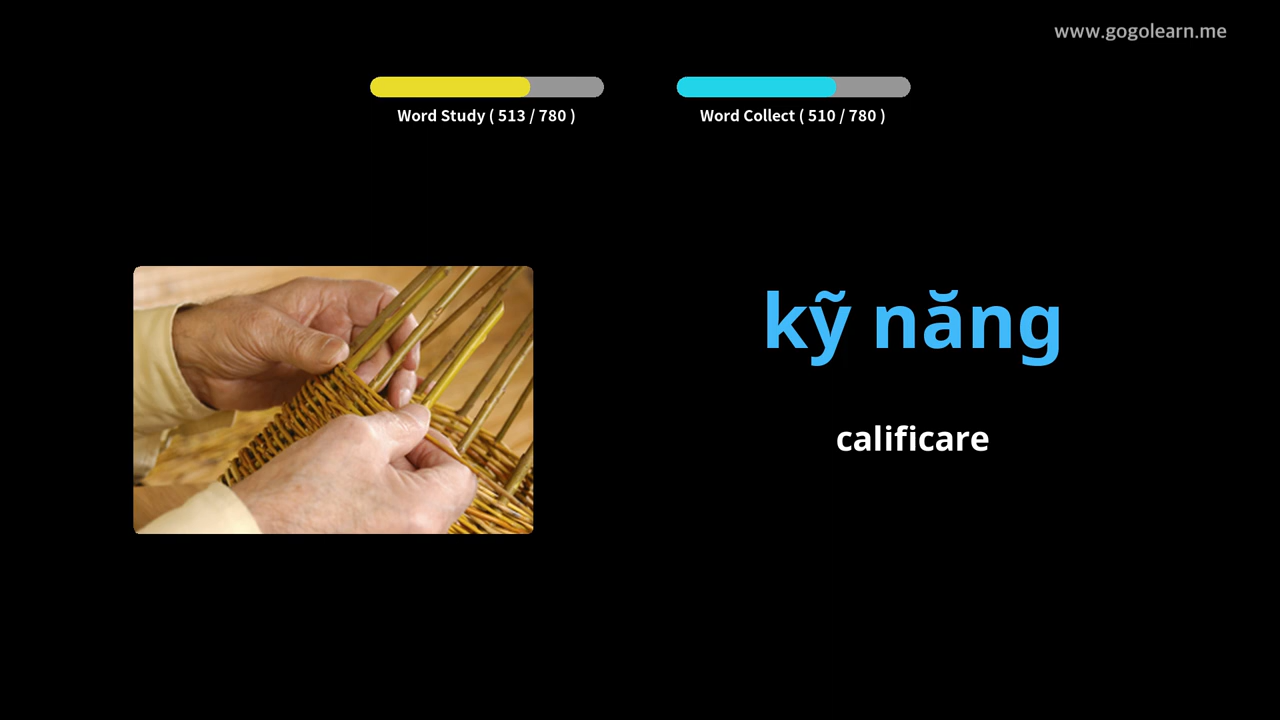 www.gogolearn.me
Word Study ( 513 / 780 )
Word Collect ( 510 / 780 )
kỹ năng
calificare